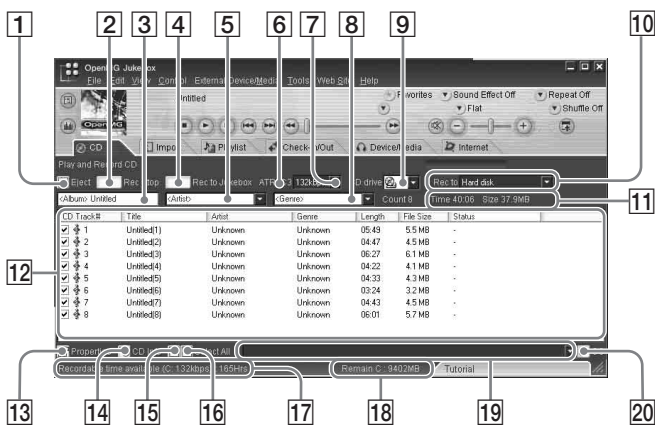 1 2 3 4 5 6 7 8 9 10
OpenMG Jukebox
File Edit View Control External Device/Media Tools Web Site Help
Untitled
Favorites Sound Effect Off Repeat Off
Flat Shuffle Off
OpenMG
CD Import Playlist Check-In/Out Device/Media Internet
Play and Record CD
Eject Rec Stop Rec to Jukebox 132kbps CD drive Rec to Hard disk
<Album> Untitled <Artist> <Genre> Count 8 Time 40:06 Size 37.9MB
11
CD Track# Title Artist Genre Length File Size Status
1 Untitled(1) Unknown Unknown 05:49 5.5 MB -
2 Untitled(2) Unknown Unknown 04:47 4.5 MB -
3 Untitled(3) Unknown Unknown 06:27 6.1 MB -
4 Untitled(4) Unknown Unknown 04:22 4.1 MB -
12
5 Untitled(5) Unknown Unknown 04:33 4.3 MB -
6 Untitled(6) Unknown Unknown 03:24 3.2 MB -
7 Untitled(7) Unknown Unknown 04:43 4.5 MB -
8 Untitled(8) Unknown Unknown 06:01 5.7 MB -
CD All
Recordable time available (C: 132kbps): 165Hrs Remain C : 9402MB Tutorial
13 14 15 16 17 18 19 20